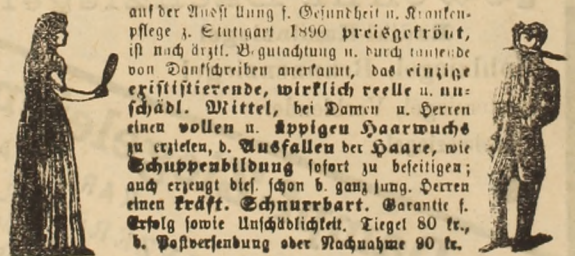 auf der Ausstellung f. Gesundheit u. Kranken-
pflege z. Stuttgart 1890 preisgekrönt,
ist nach ärztl. Begutachtung u. durch tausende
von Dankschreiben anerkannt, das einzige
exististierende, wirklich reelle u. un-
schädl. Mittel, bei Damen u. Herren
einen vollen u. üppigen Haarwuchs
zu erzielen, d. Ausfallen der Haare, wie
Schuppenbildung sofort zu beseitigen;
auch erzeugt dies. schon b. ganz jung. Herren
einen kräft. Schnurrbart. Garantie f.
Erfolg sowie Unschädlichkeit. Tiegel 80 kr.,
b. Postversendung oder Nachnahme 90 kr.